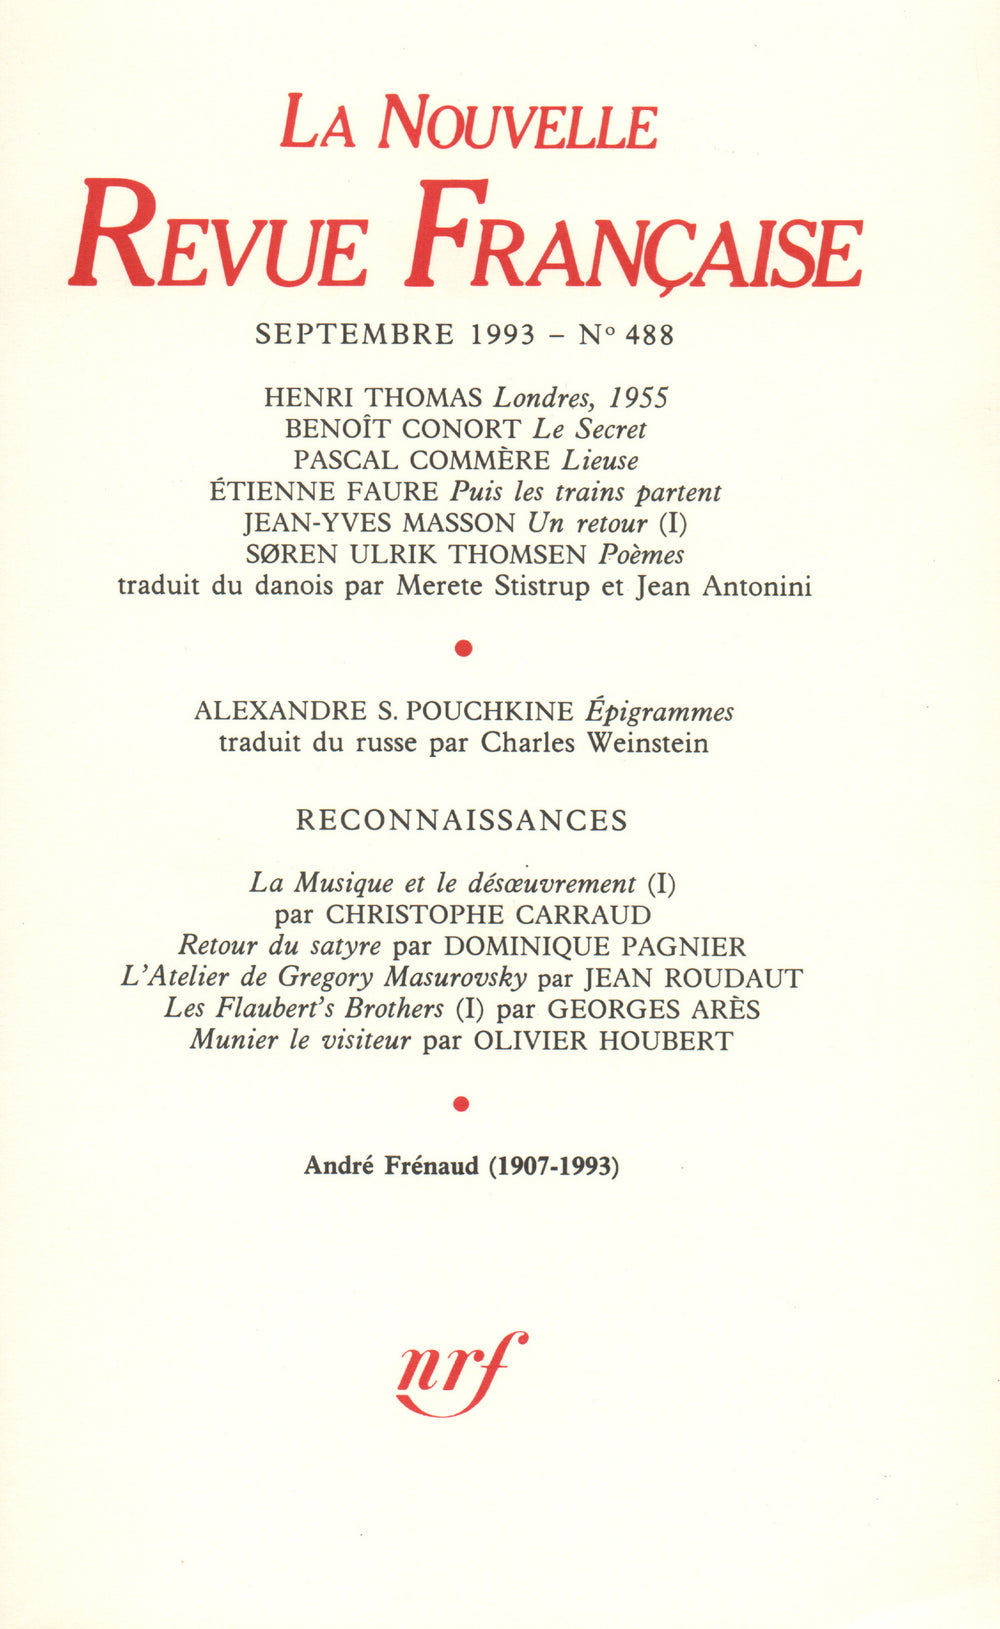 LA NOUVELLE
REVUE FRANÇAISE
SEPTEMBRE 1993 – Nº 488
HENRI THOMAS Londres, 1955
BENOÎT CONORT Le Secret
PASCAL COMMÈRE Lieuse
ÉTIENNE FAURE Puis les trains partent
JEAN-YVES MASSON Un retour (I)
SØREN ULRIK THOMSEN Poèmes
traduit du danois par Merete Stistrup et Jean Antonini
•
ALEXANDRE S. POUCHKINE Épigrammes
traduit du russe par Charles Weinstein
RECONNAISSANCES
La Musique et le désœuvrement (I)
par CHRISTOPHE CARRAUD
Retour du satyre par DOMINIQUE PAGNIER
L'Atelier de Gregory Masurovsky par JEAN ROUDAUT
Les Flaubert's Brothers (I) par GEORGES ARÈS
Munier le visiteur par OLIVIER HOUBERT
•
André Frénaud (1907-1993)
nrf